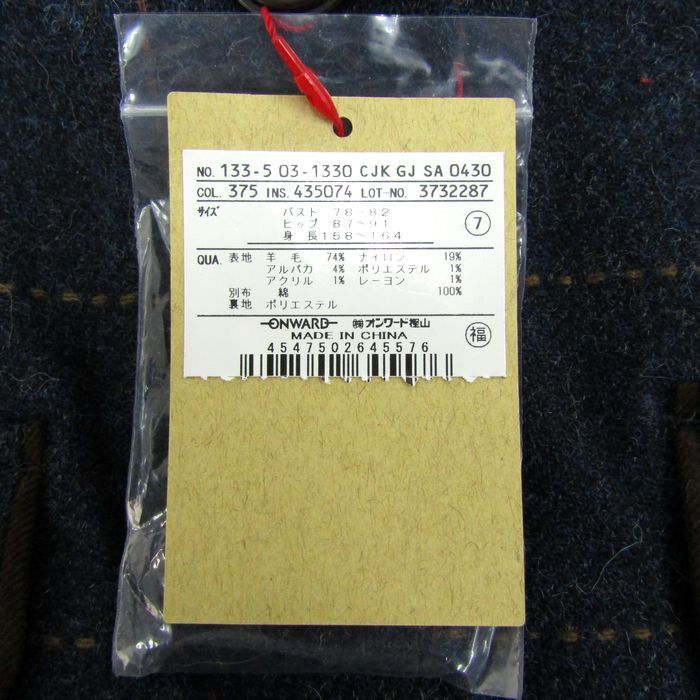 NO. 133-5 03-1330 CJK GJ SA 0430
COL. 375 INS. 435074 LOT-NO. 3732287
サイズ バスト 78~82
ヒップ 87~91
身長158~164
7
QUA. 表地 羊毛 74% ナイロン 19%
アルパカ 4% ポリエステル 1%
アクリル 1% レーヨン 1%
別布 綿 100%
裏地 ポリエステル
ONWARD ㈱オンワード樫山
MADE IN CHINA
福
4547502645576